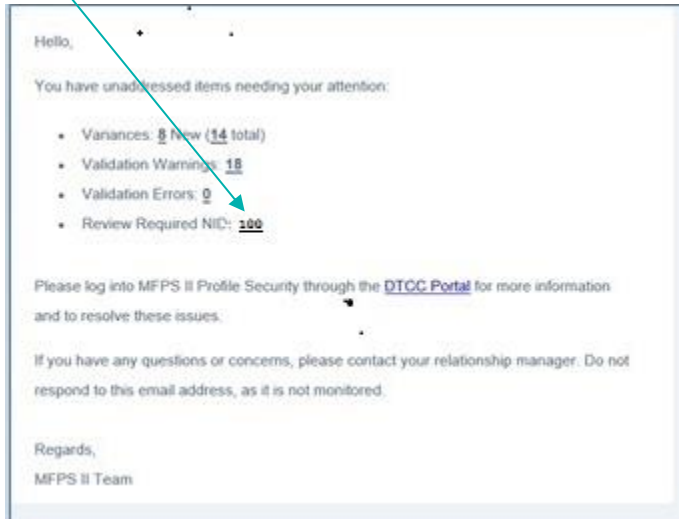 Hello,
You have unaddressed items needing your attention:
• Variances: 8 New (14 total)
• Validation Warnings: 18
• Validation Errors: 0
• Review Required NID: 100
Please log into MFPS II Profile Security through the DTCC Portal for more information
and to resolve these issues.
If you have any questions or concerns, please contact your relationship manager. Do not
respond to this email address, as it is not monitored.
Regards,
MFPS II Team